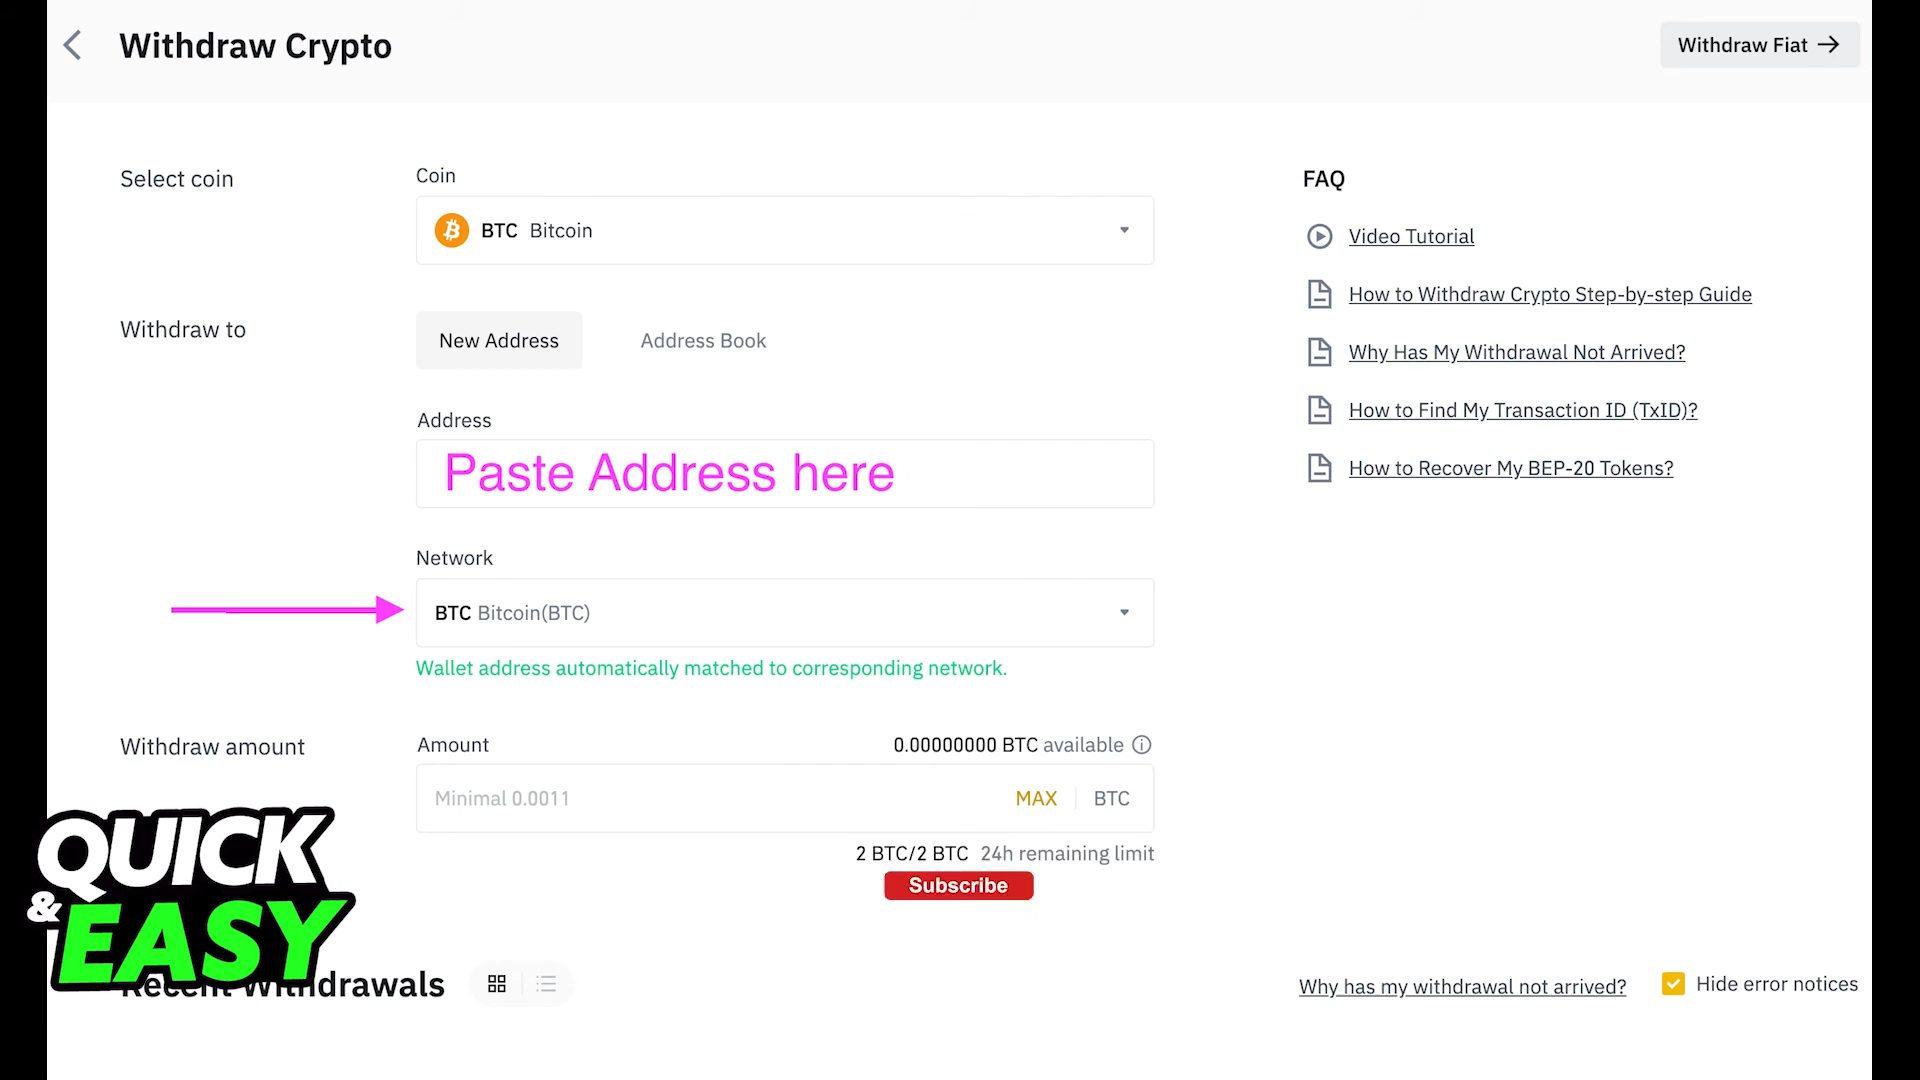 Withdraw Crypto
Withdraw Fiat
Select coin
Coin
BTC Bitcoin
Withdraw to
New Address
Address Book
Address
Paste Address here
Network
BTC Bitcoin(BTC)
Wallet address automatically matched to corresponding network.
Withdraw amount
Amount
0.00000000 BTC available
Minimal 0.0011
MAX
BTC
2 BTC/2 BTC 24h remaining limit
Subscribe
FAQ
Video Tutorial
How to Withdraw Crypto Step-by-step Guide
Why Has My Withdrawal Not Arrived?
How to Find My Transaction ID (TxID)?
How to Recover My BEP-20 Tokens?
QUICK
& EASY
Recent Withdrawals
Why has my withdrawal not arrived?
Hide error notices